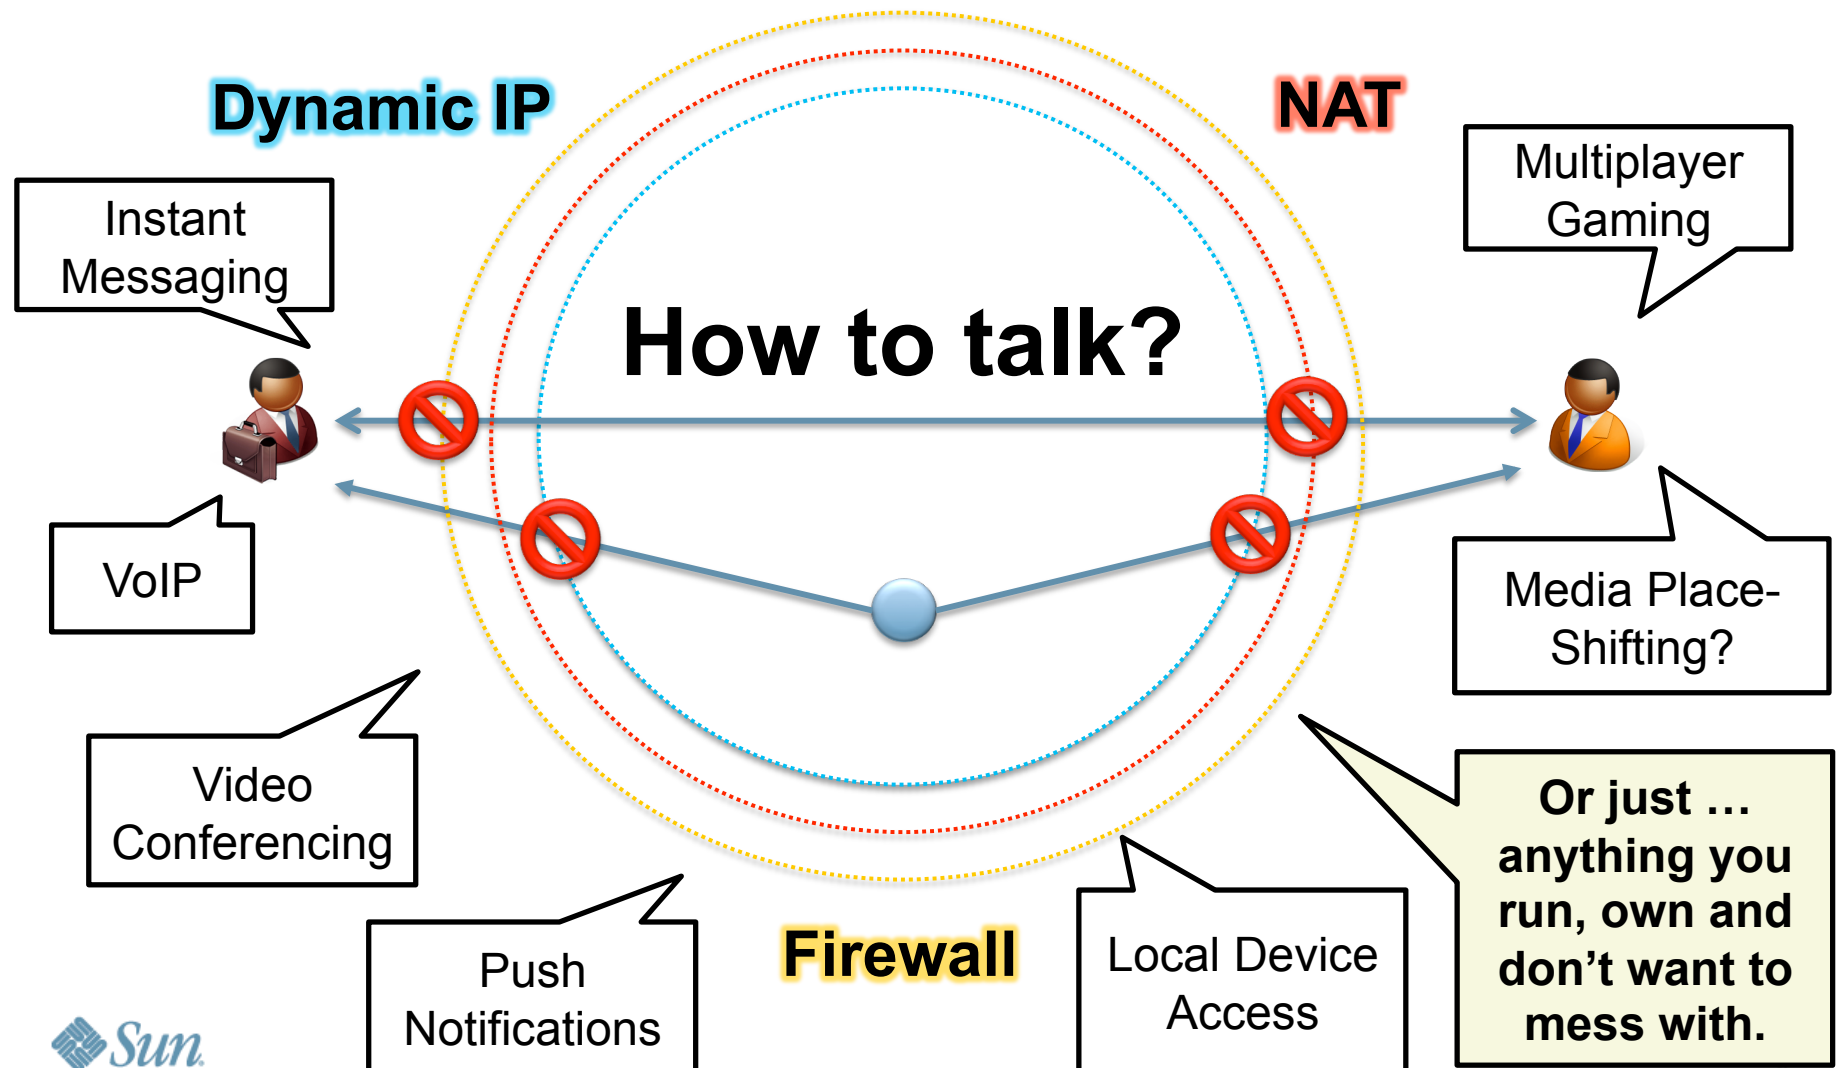 Dynamic IP
NAT
Instant
Messaging
Multiplayer
Gaming
How to talk?
VoIP
Media Place-
Shifting?
Video
Conferencing
Or just …
anything you
run, own and
don’t want to
mess with.
Push
Notifications
Firewall
Local Device
Access
Sun